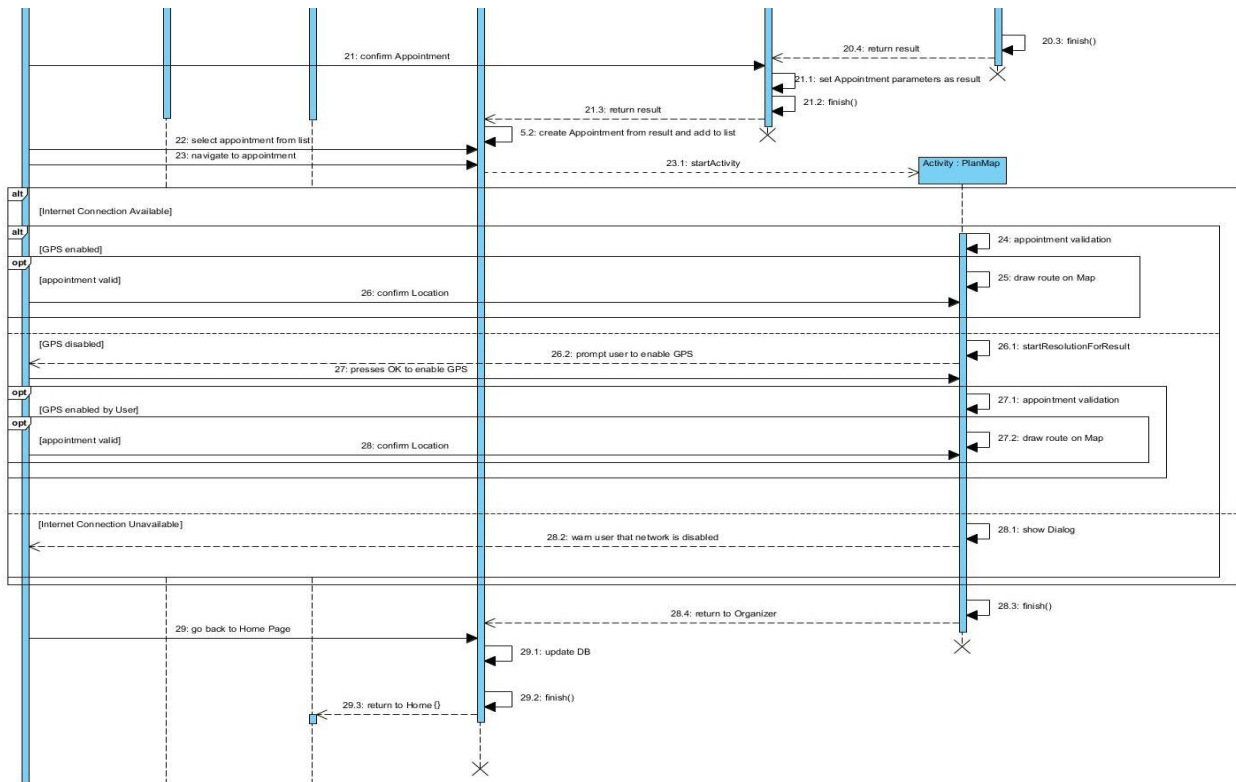 20.3: finish()
20.4: return result
21: confirm Appointment
21.1: set Appointment parameters as result
21.2: finish()
21.3: return result
5.2: create Appointment from result and add to list
22: select appointment from list
23: navigate to appointment
23.1: startActivity
Activity : PlanMap
alt
[Internet Connection Available]
alt
24: appointment validation
[GPS enabled]
opt
[appointment valid]
25: draw route on Map
26: confirm Location
[GPS disabled]
26.1: startResolutionForResult
26.2: prompt user to enable GPS
27: presses OK to enable GPS
opt
27.1: appointment validation
[GPS enabled by User]
opt
[appointment valid]
27.2: draw route on Map
28: confirm Location
[Internet Connection Unavailable]
28.1: show Dialog
28.2: warn user that network is disabled
28.3: finish()
28.4: return to Organizer
29: go back to Home Page
29.1: update DB
29.2: finish()
29.3: return to Home {}